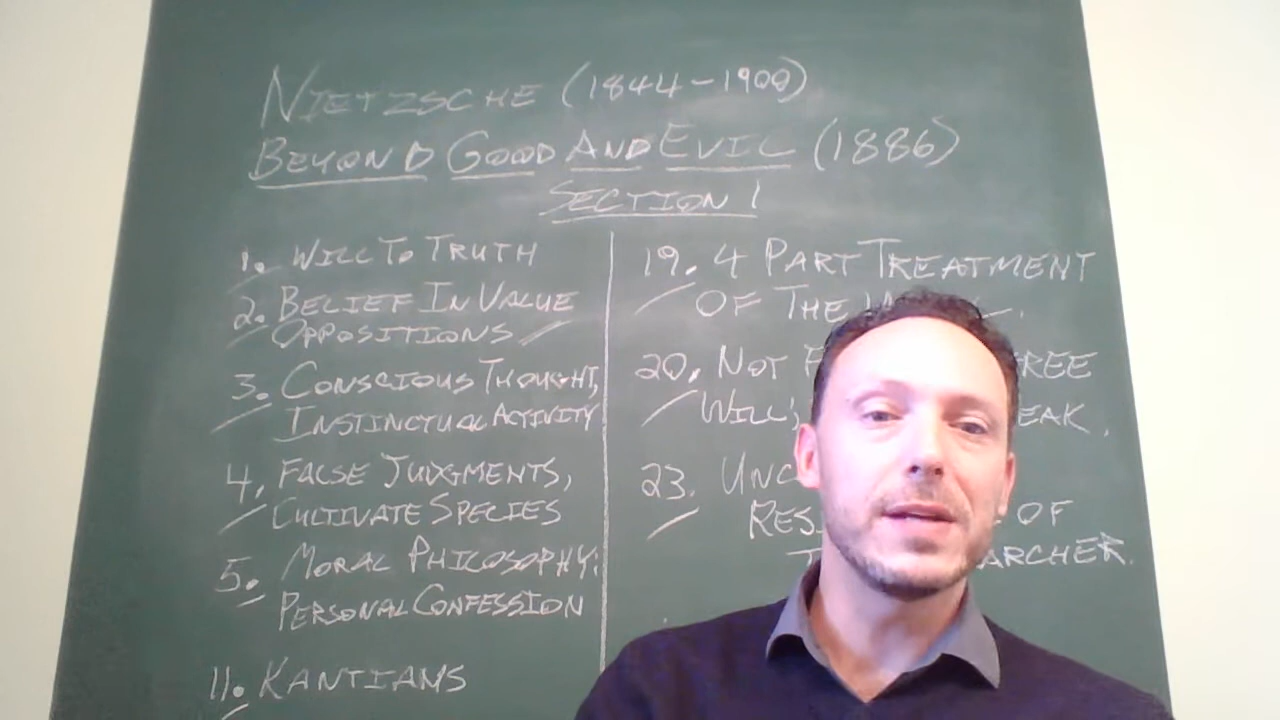 NIETZSCHE (1844-1900)
BEYOND GOOD AND EVIL (1886)
SECTION 1
1. WILL TO TRUTH
2. BELIEF IN VALUE
OPPOSITIONS
3. CONSCIOUS THOUGHT,
INSTINCTUAL ACTIVITY
4. FALSE JUDGMENTS,
CULTIVATE SPECIES
5. MORAL PHILOSOPHY:
PERSONAL CONFESSION
11. KANTIANS
19. 4 PART TREATMENT
OF THE
20. NOT
WILL;
23.
OF